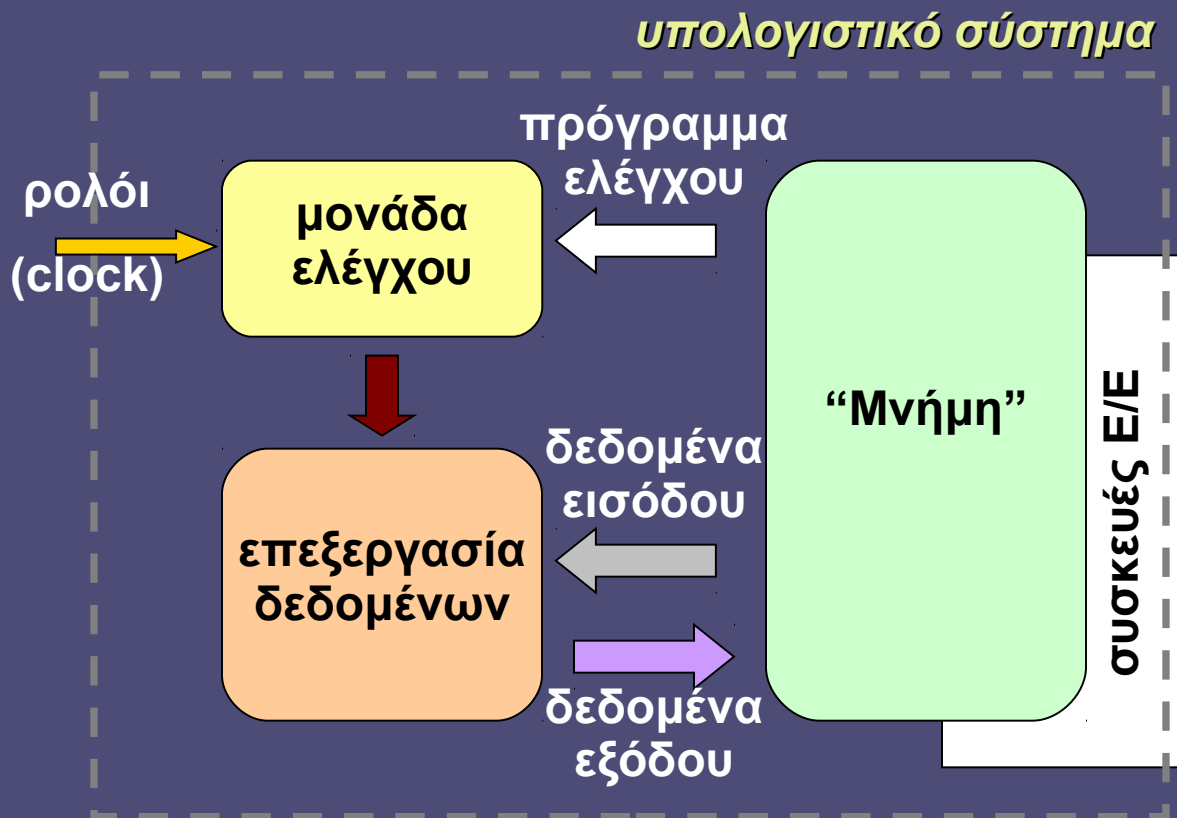 υπολογιστικό σύστημα
πρόγραμμα
ελέγχου
ρολόι
(clock)
μονάδα
ελέγχου
“Μνήμη”
συσκευές Ε/Ε
δεδομένα
εισόδου
επεξεργασία
δεδομένων
δεδομένα
εξόδου